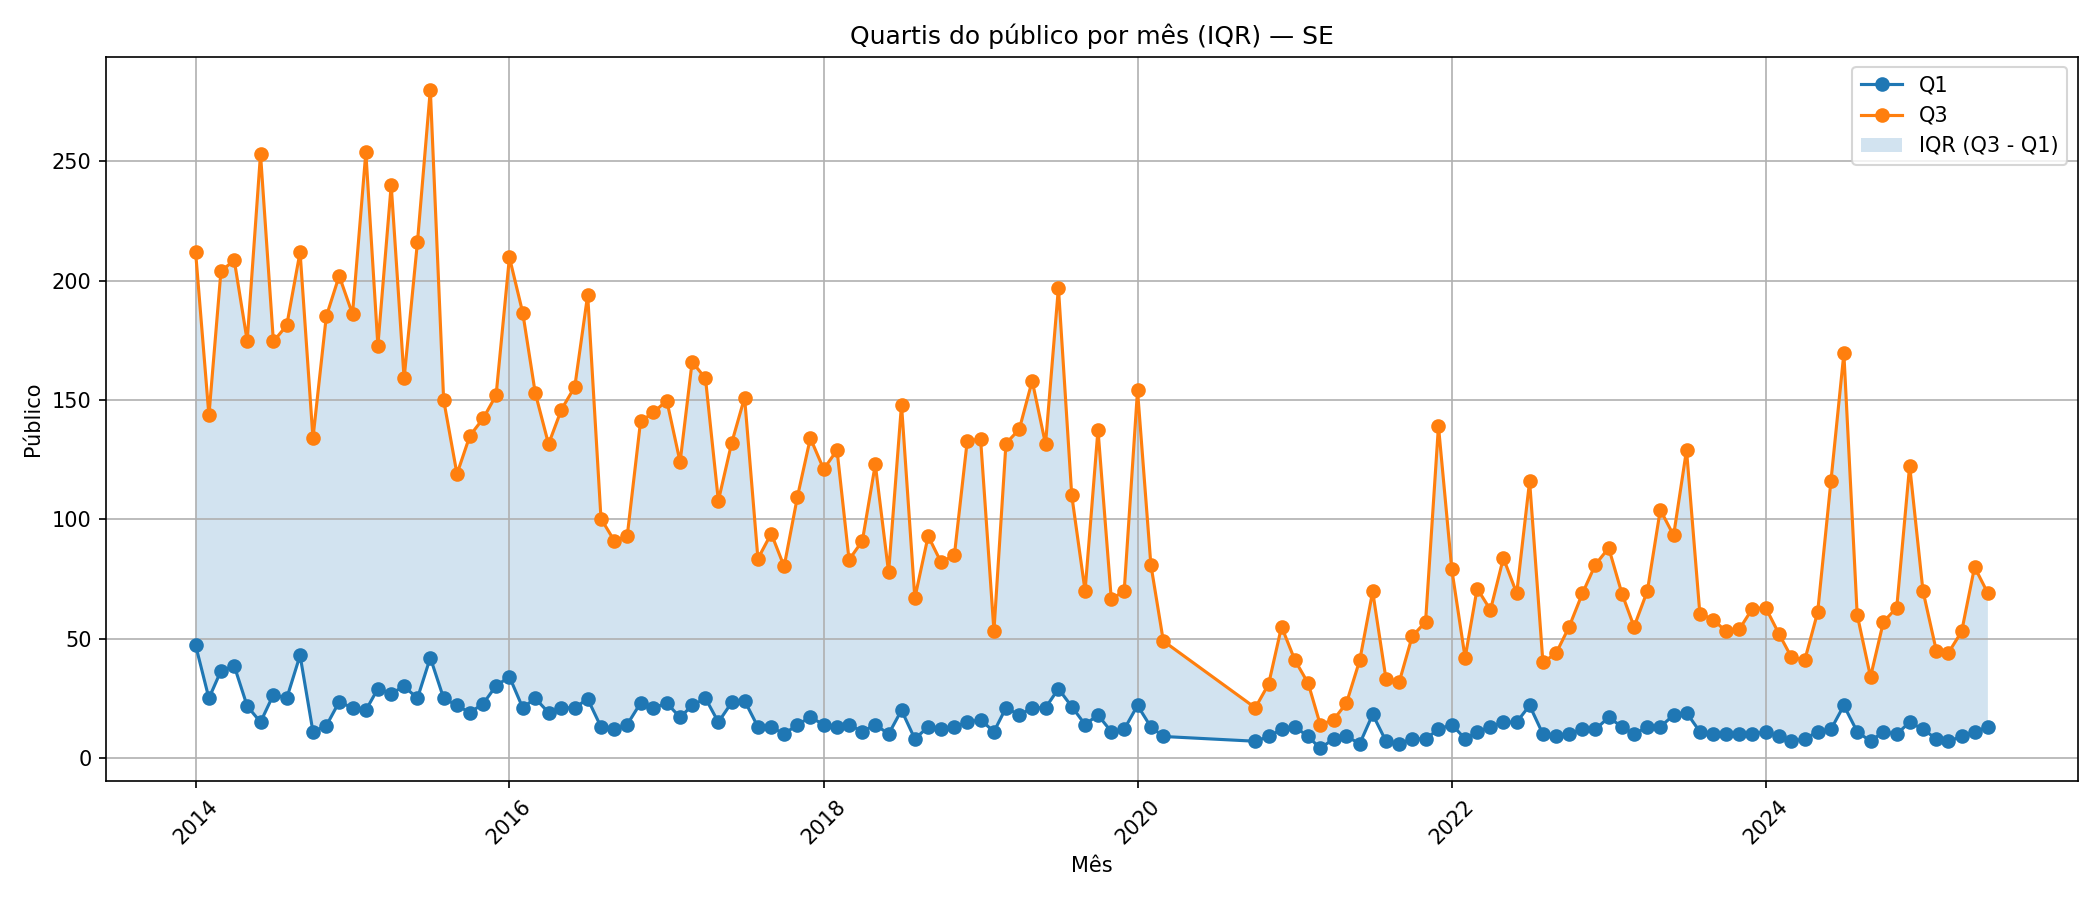 Quartis do público por mês (IQR) — SE
Q1
Q3
IQR (Q3 - Q1)
Público
250
200
150
100
50
0
2014
2016
2018
2020
2022
2024
Mês